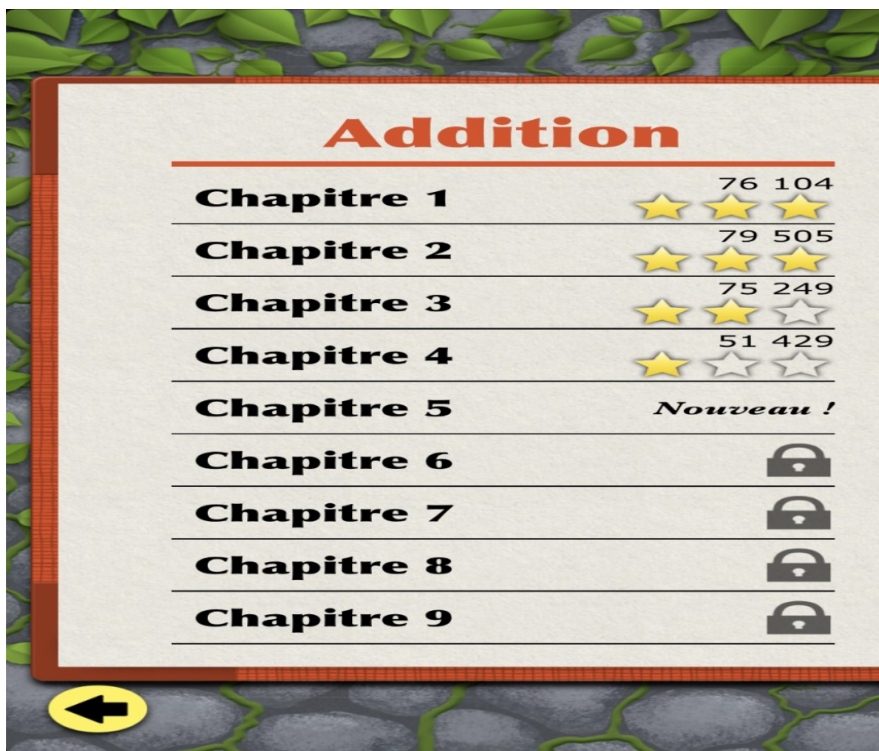 Addition
Chapitre 1 76 104
Chapitre 2 79 505
Chapitre 3 75 249
Chapitre 4 51 429
Chapitre 5 Nouveau !
Chapitre 6
Chapitre 7
Chapitre 8
Chapitre 9